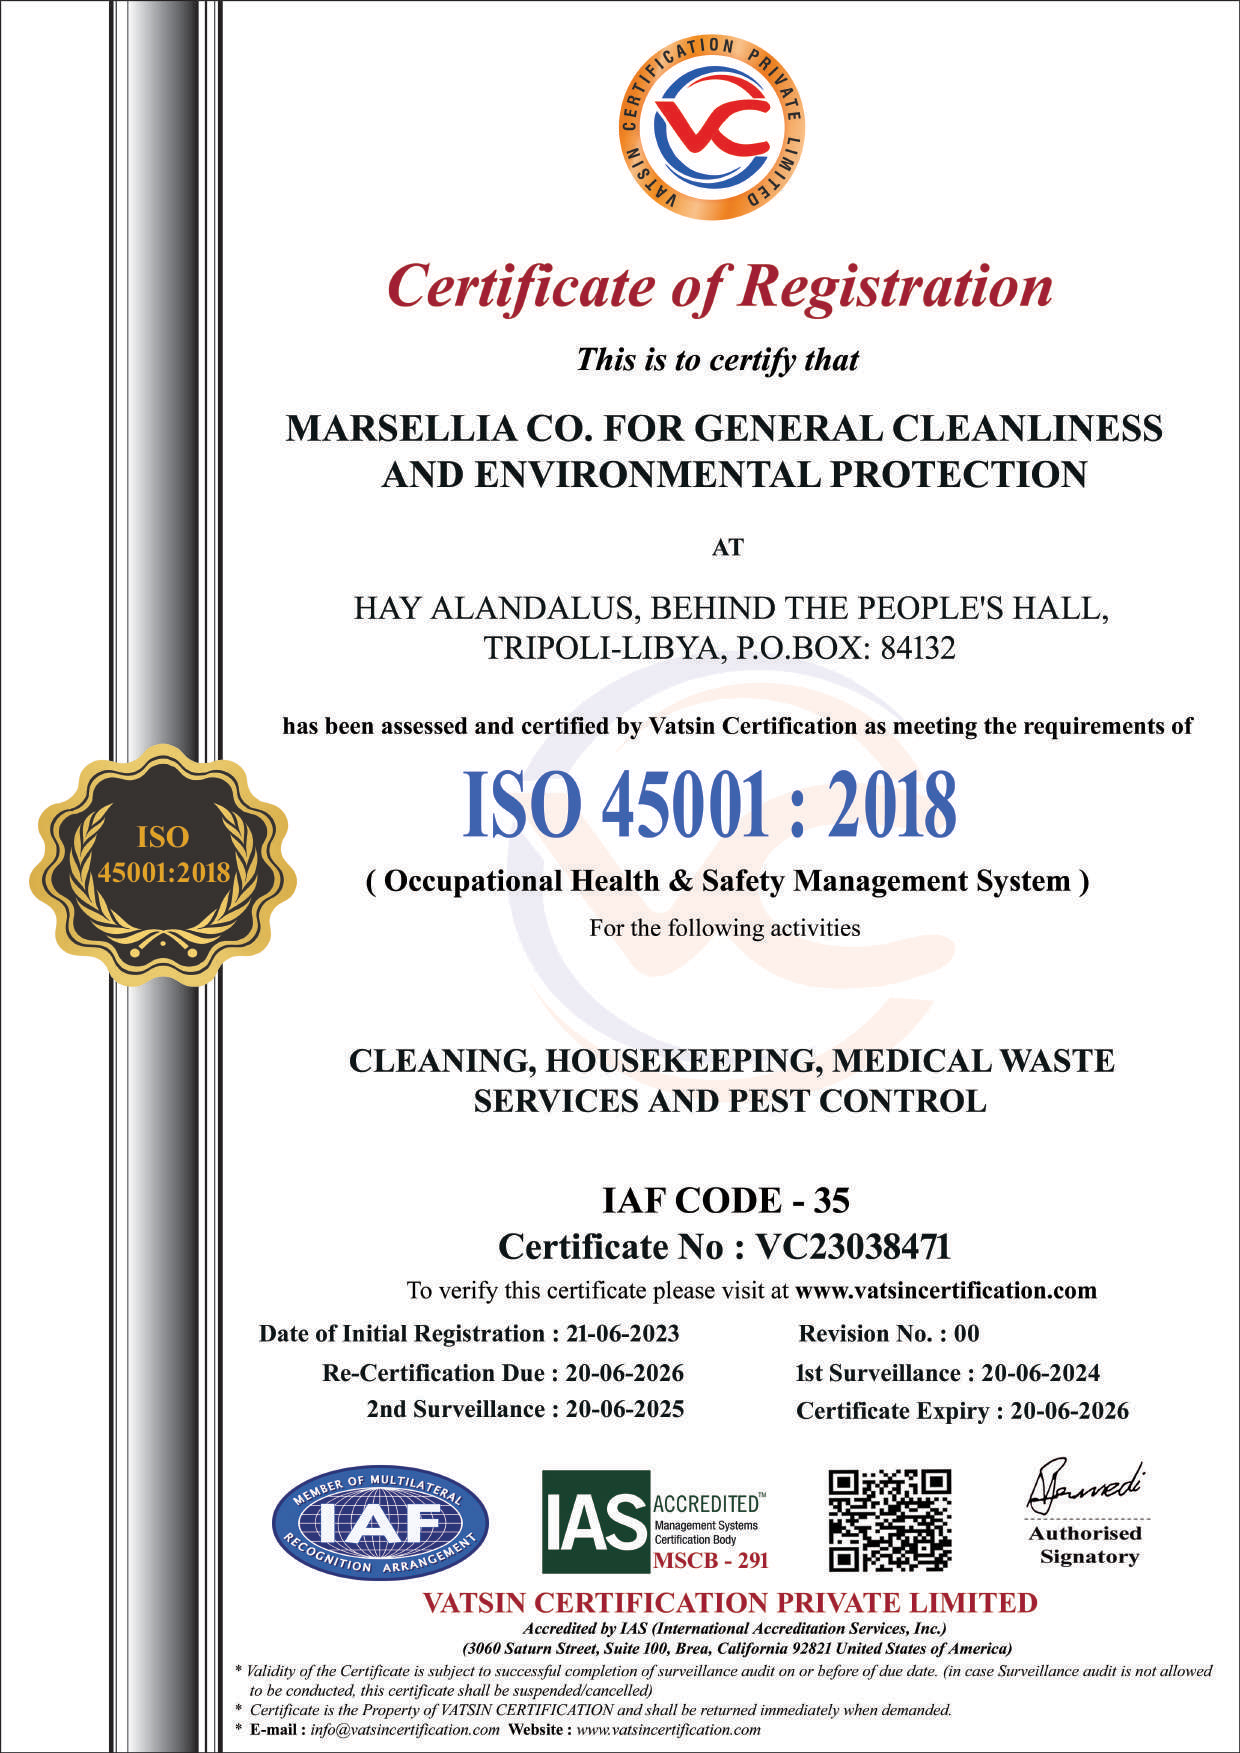 VATSIN CERTIFICATION PRIVATE LIMITED
VC
Certificate of Registration
This is to certify that
MARSELLIA CO. FOR GENERAL CLEANLINESS
AND ENVIRONMENTAL PROTECTION
AT
HAY ALANDALUS, BEHIND THE PEOPLE'S HALL,
TRIPOLI-LIBYA, P.O.BOX: 84132
has been assessed and certified by Vatsin Certification as meeting the requirements of
ISO 45001 : 2018
ISO
45001:2018
( Occupational Health & Safety Management System )
For the following activities
CLEANING, HOUSEKEEPING, MEDICAL WASTE
SERVICES AND PEST CONTROL
IAF CODE - 35
Certificate No : VC23038471
To verify this certificate please visit at www.vatsincertification.com
Date of Initial Registration : 21-06-2023 Revision No. : 00
Re-Certification Due : 20-06-2026 1st Surveillance : 20-06-2024
2nd Surveillance : 20-06-2025 Certificate Expiry : 20-06-2026
MEMBER OF MULTILATERAL
IAF
RECOGNITION ARRANGEMENT
IAS
ACCREDITED™
Management Systems
Certification Body
MSCB - 291
Authorised
Signatory
VATSIN CERTIFICATION PRIVATE LIMITED
Accredited by IAS (International Accreditation Services, Inc.)
(3060 Saturn Street, Suite 100, Brea, California 92821 United States of America)
* Validity of the Certificate is subject to successful completion of surveillance audit on or before of due date. (in case Surveillance audit is not allowed
to be conducted, this certificate shall be suspended/cancelled)
* Certificate is the Property of VATSIN CERTIFICATION and shall be returned immediately when demanded.
* E-mail : info@vatsincertification.com Website : www.vatsincertification.com